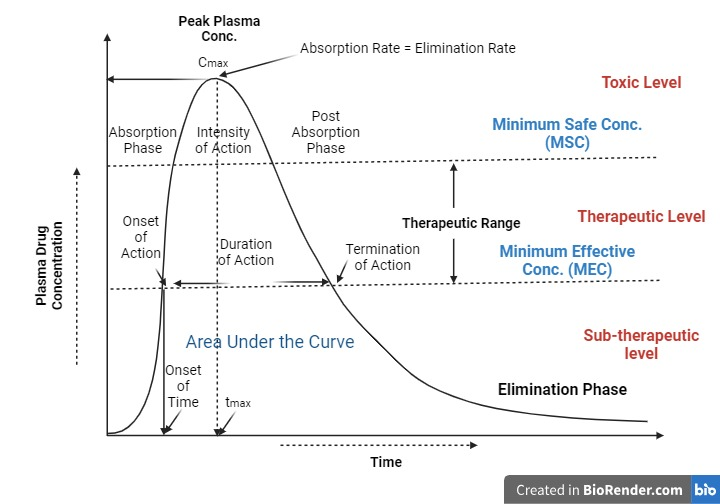 Peak Plasma
Conc.
Cmax
Absorption Rate = Elimination Rate
Toxic Level
Absorption
Phase
Intensity
of Action
Post
Absorption
Phase
Minimum Safe Conc.
(MSC)
Plasma Drug
Concentration
Onset
of
Action
Duration
of Action
Termination
of Action
Therapeutic Range
Therapeutic Level
Minimum Effective
Conc. (MEC)
Area Under the Curve
Sub-therapeutic
level
Onset
of
Time
tmax
Elimination Phase
Time
Created in BioRender.com bio